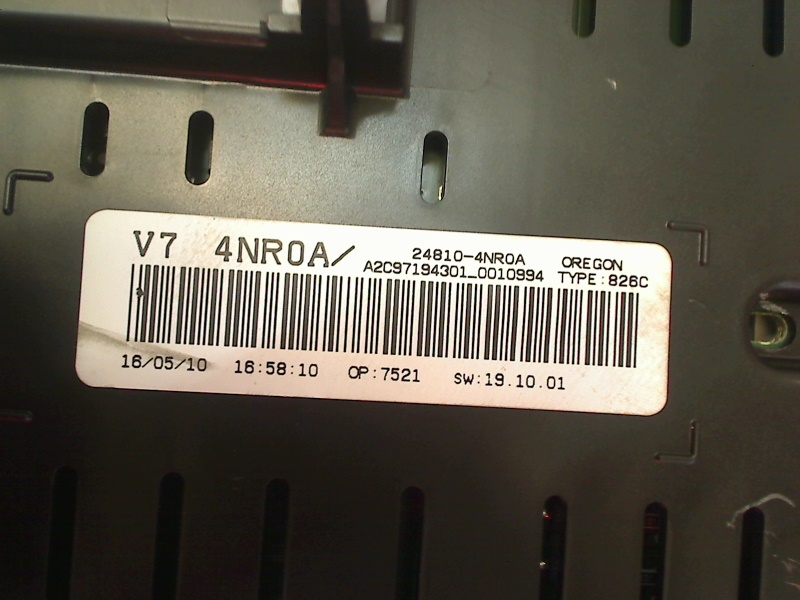 V7 4NR0A/ 24810-4NR0A OREGON
A2C97194301_0010994 TYPE:826C
16/05/10 16:58:10 OP:7521 SW:19.10.01